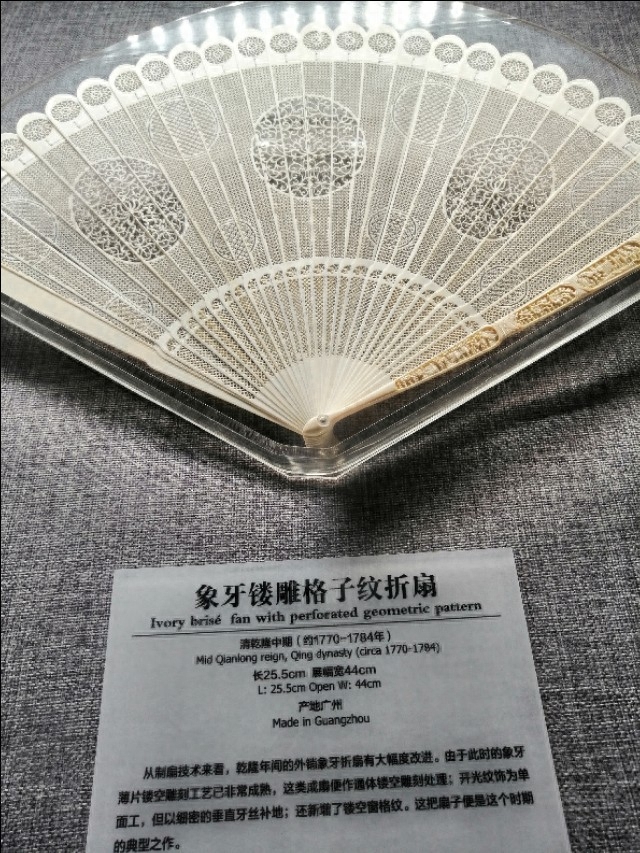 象牙镂雕格子纹折扇
Ivory brisé fan with perforated geometric pattern
清乾隆中期（约1770-1784年）
Mid Qianlong reign, Qing dynasty (circa 1770-1784)
长25.5cm 展幅宽44cm
L: 25.5cm Open W: 44cm
产地广州
Made in Guangzhou
从制扇技术来看，乾隆年间的外销象牙折扇有大幅度改进。由于此时的象牙
薄片镂空雕刻工艺已非常成熟，这类成扇便作通体镂空雕刻处理；开光纹饰为单
面工，但以细密的垂直牙丝补地；还新增了镂空窗格纹。这把扇子便是这个时期
的典型之作。